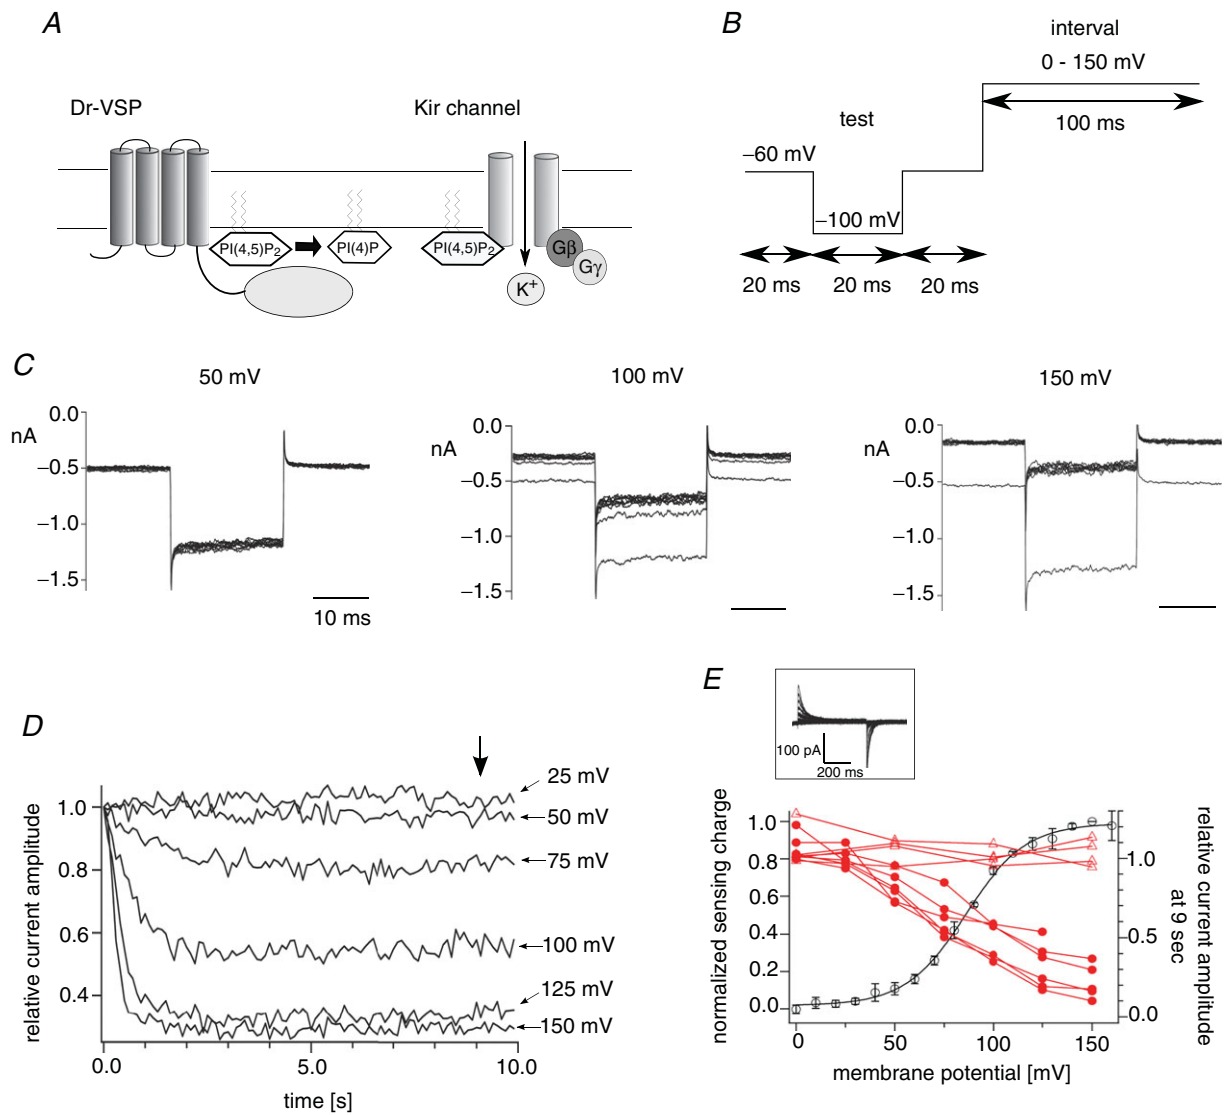 A
Dr-VSP
Kir channel
PI(4,5)P2
PI(4)P
PI(4,5)P2
Gβ
Gγ
K+
B
interval
0 - 150 mV
test
100 ms
−60 mV
−100 mV
20 ms
20 ms
20 ms
C
50 mV
100 mV
150 mV
nA
0.0
−0.5
−1.0
−1.5
10 ms
nA
0.0
−0.5
−1.0
−1.5
nA
0.0
−0.5
−1.0
−1.5
D
relative current amplitude
1.0
0.8
0.6
0.4
0.0
5.0
10.0
time [s]
25 mV
50 mV
75 mV
100 mV
125 mV
150 mV
E
100 pA
200 ms
normalized sensing charge
1.0
0.8
0.6
0.4
0.2
0.0
0
50
100
150
membrane potential [mV]
1.0
0.5
0.0
relative current amplitude
at 9 sec